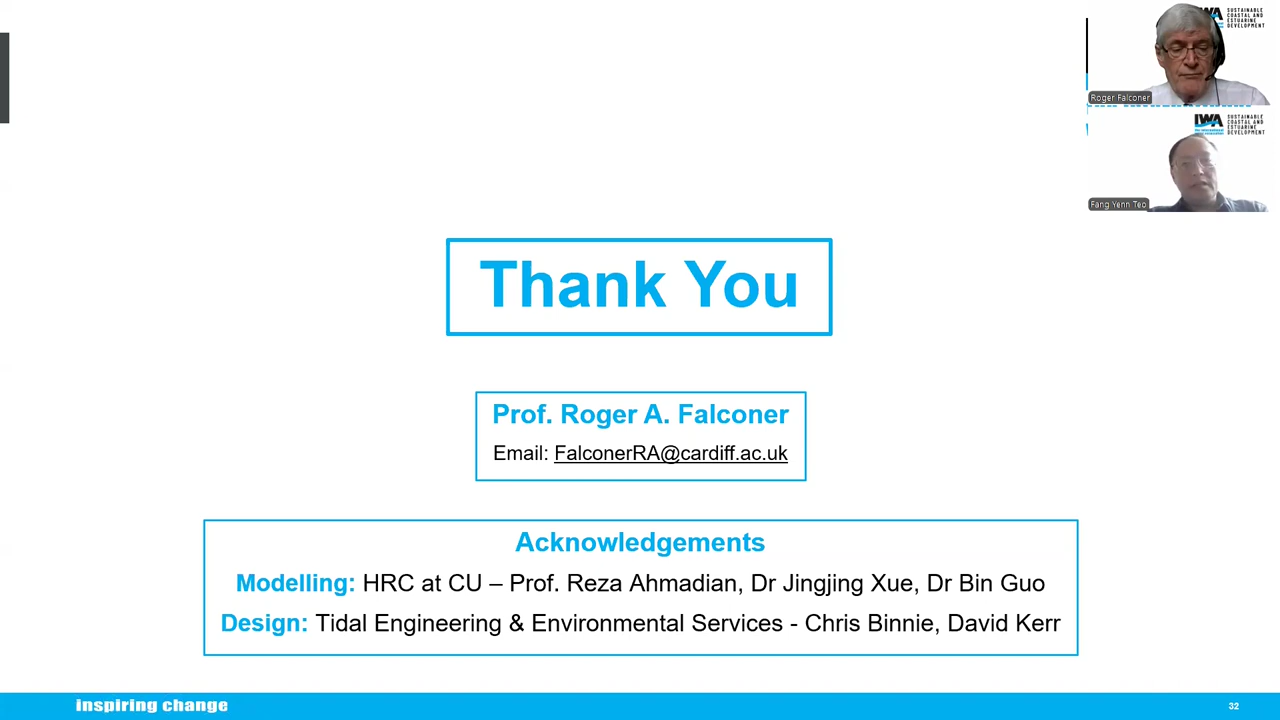 Thank You
Prof. Roger A. Falconer
Email: FalconerRA@cardiff.ac.uk
Acknowledgements
Modelling: HRC at CU – Prof. Reza Ahmadian, Dr Jingjing Xue, Dr Bin Guo
Design: Tidal Engineering & Environmental Services - Chris Binnie, David Kerr
inspiring change
32
SUSTAINABLE
COASTAL AND
ESTUARINE
DEVELOPMENT
Roger Falconer
IWA
SUSTAINABLE
COASTAL AND
ESTUARINE
DEVELOPMENT
Fang Yenn Teo